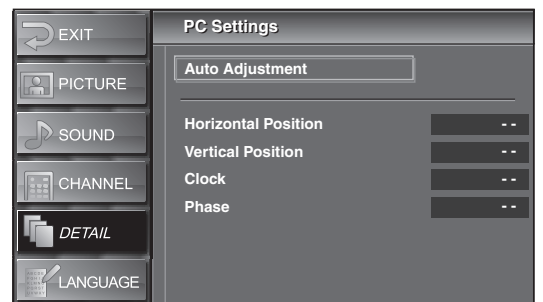 EXIT
PICTURE
SOUND
CHANNEL
DETAIL
LANGUAGE
PC Settings
Auto Adjustment
Horizontal Position - -
Vertical Position - -
Clock - -
Phase - -